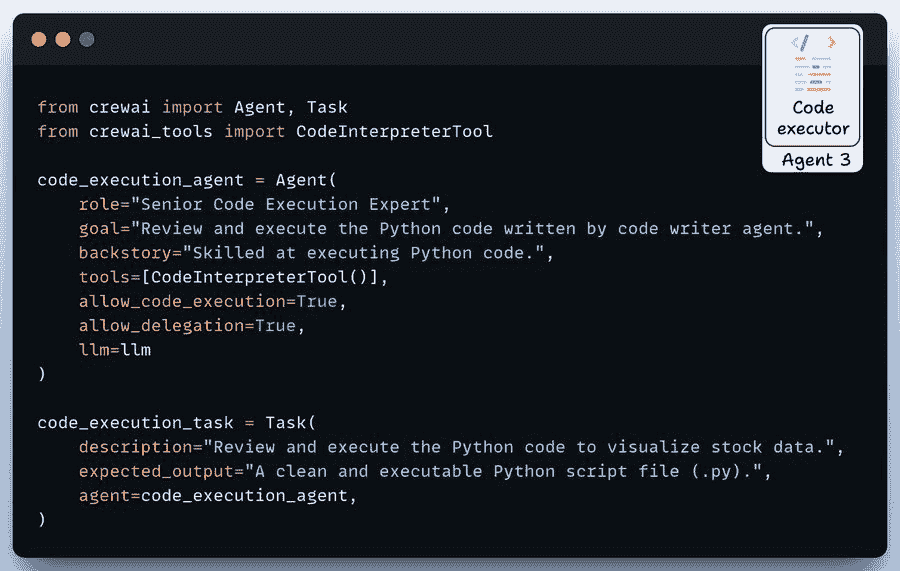 Code
executor
Agent 3
from crewai import Agent, Task
from crewai_tools import CodeInterpreterTool
code_execution_agent = Agent(
    role="Senior Code Execution Expert",
    goal="Review and execute the Python code written by code writer agent.",
    backstory="Skilled at executing Python code.",
    tools=[CodeInterpreterTool()],
    allow_code_execution=True,
    allow_delegation=True,
    llm=llm
)
code_execution_task = Task(
    description="Review and execute the Python code to visualize stock data.",
    expected_output="A clean and executable Python script file (.py).",
    agent=code_execution_agent,
)